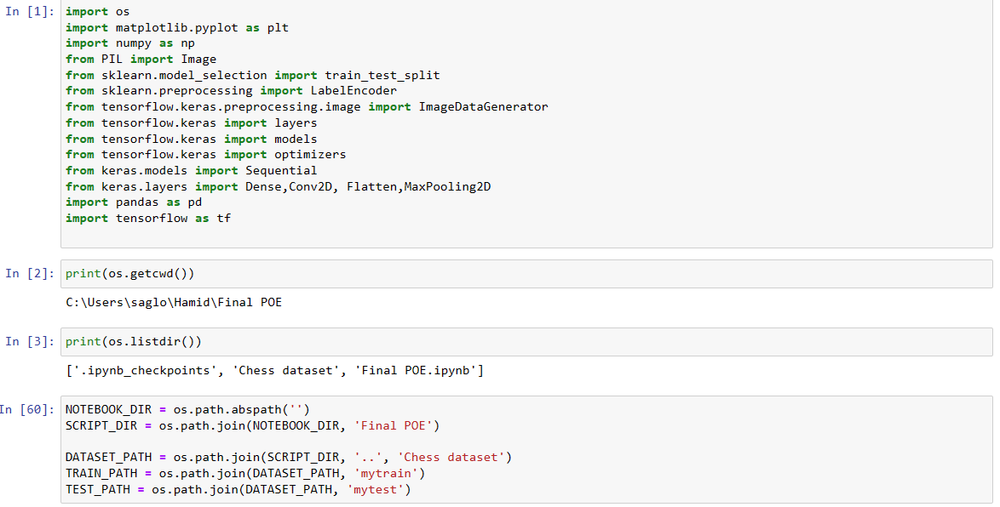 In [1]: import os
import matplotlib.pyplot as plt
import numpy as np
from PIL import Image
from sklearn.model_selection import train_test_split
from sklearn.preprocessing import LabelEncoder
from tensorflow.keras.preprocessing.image import ImageDataGenerator
from tensorflow.keras import layers
from tensorflow.keras import models
from tensorflow.keras import optimizers
from keras.models import Sequential
from keras.layers import Dense,Conv2D, Flatten,MaxPooling2D
import pandas as pd
import tensorflow as tf
In [2]: print(os.getcwd())
C:\Users\saglo\Hamid\Final POE
In [3]: print(os.listdir())
['.ipynb_checkpoints', 'Chess dataset', 'Final POE.ipynb']
In [60]: NOTEBOOK_DIR = os.path.abspath('')
SCRIPT_DIR = os.path.join(NOTEBOOK_DIR, 'Final POE')
DATASET_PATH = os.path.join(SCRIPT_DIR, '..', 'Chess dataset')
TRAIN_PATH = os.path.join(DATASET_PATH, 'mytrain')
TEST_PATH = os.path.join(DATASET_PATH, 'mytest')